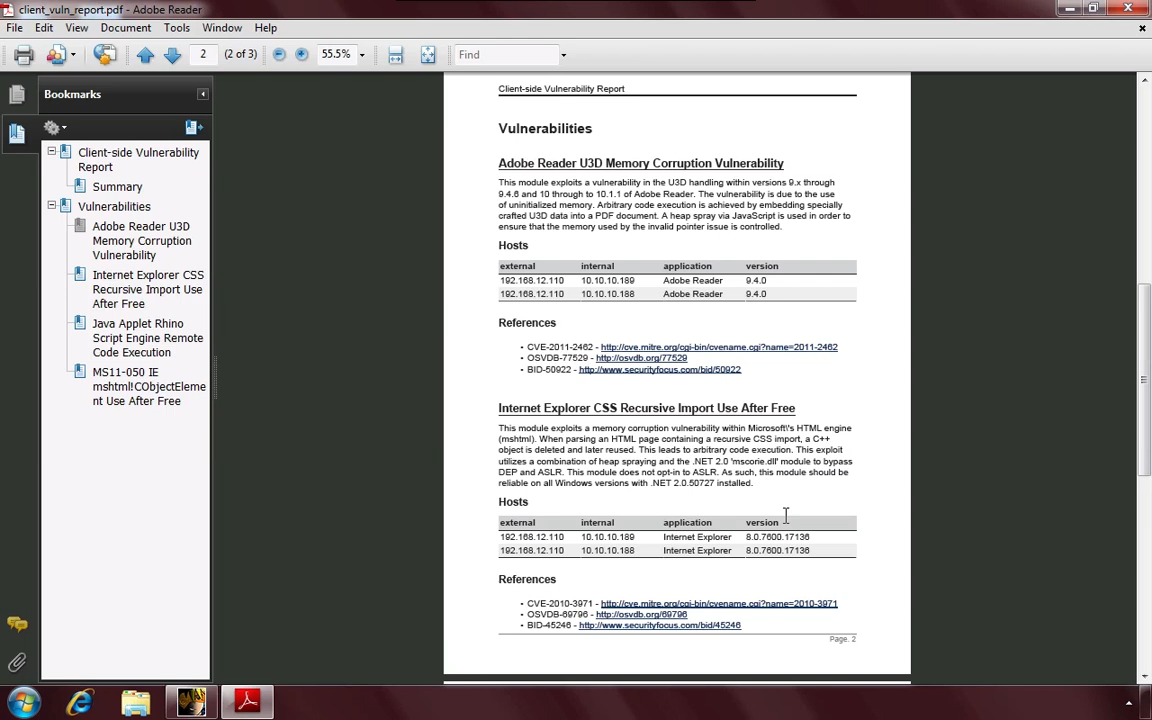 client_vuln_report.pdf - Adobe Reader
File Edit View Document Tools Window Help
2 (2 of 3) 55.5% Find
Bookmarks
Client-side Vulnerability
Report
Summary
Vulnerabilities
Adobe Reader U3D
Memory Corruption
Vulnerability
Internet Explorer CSS
Recursive Import Use
After Free
Java Applet Rhino
Script Engine Remote
Code Execution
MS11-050 IE
mshtml!CObjectEleme
nt Use After Free
Client-side Vulnerability Report
Vulnerabilities
Adobe Reader U3D Memory Corruption Vulnerability
This module exploits a vulnerability in the U3D handling within versions 9.x through
9.4.6 and 10 through to 10.1.1 of Adobe Reader. The vulnerability is due to the use
of uninitialized memory. Arbitrary code execution is achieved by embedding specially
crafted U3D data into a PDF document. A heap spray via JavaScript is used in order to
ensure that the memory used by the invalid pointer issue is controlled.
Hosts
external internal application version
192.168.12.110 10.10.10.189 Adobe Reader 9.4.0
192.168.12.110 10.10.10.188 Adobe Reader 9.4.0
References
• CVE-2011-2462 - http://cve.mitre.org/cgi-bin/cvename.cgi?name=2011-2462
• OSVDB-77529 - http://osvdb.org/77529
• BID-50922 - http://www.securityfocus.com/bid/50922
Internet Explorer CSS Recursive Import Use After Free
This module exploits a memory corruption vulnerability within Microsoft\'s HTML engine
(mshtml). When parsing an HTML page containing a recursive CSS import, a C++
object is deleted and later reused. This leads to arbitrary code execution. This exploit
utilizes a combination of heap spraying and the .NET 2.0 'mscorie.dll' module to bypass
DEP and ASLR. This module does not opt-in to ASLR. As such, this module should be
reliable on all Windows versions with .NET 2.0.50727 installed.
Hosts
external internal application version
192.168.12.110 10.10.10.189 Internet Explorer 8.0.7600.17136
192.168.12.110 10.10.10.188 Internet Explorer 8.0.7600.17136
References
• CVE-2010-3971 - http://cve.mitre.org/cgi-bin/cvename.cgi?name=2010-3971
• OSVDB-69796 - http://osvdb.org/69796
• BID-45246 - http://www.securityfocus.com/bid/45246
Page. 2